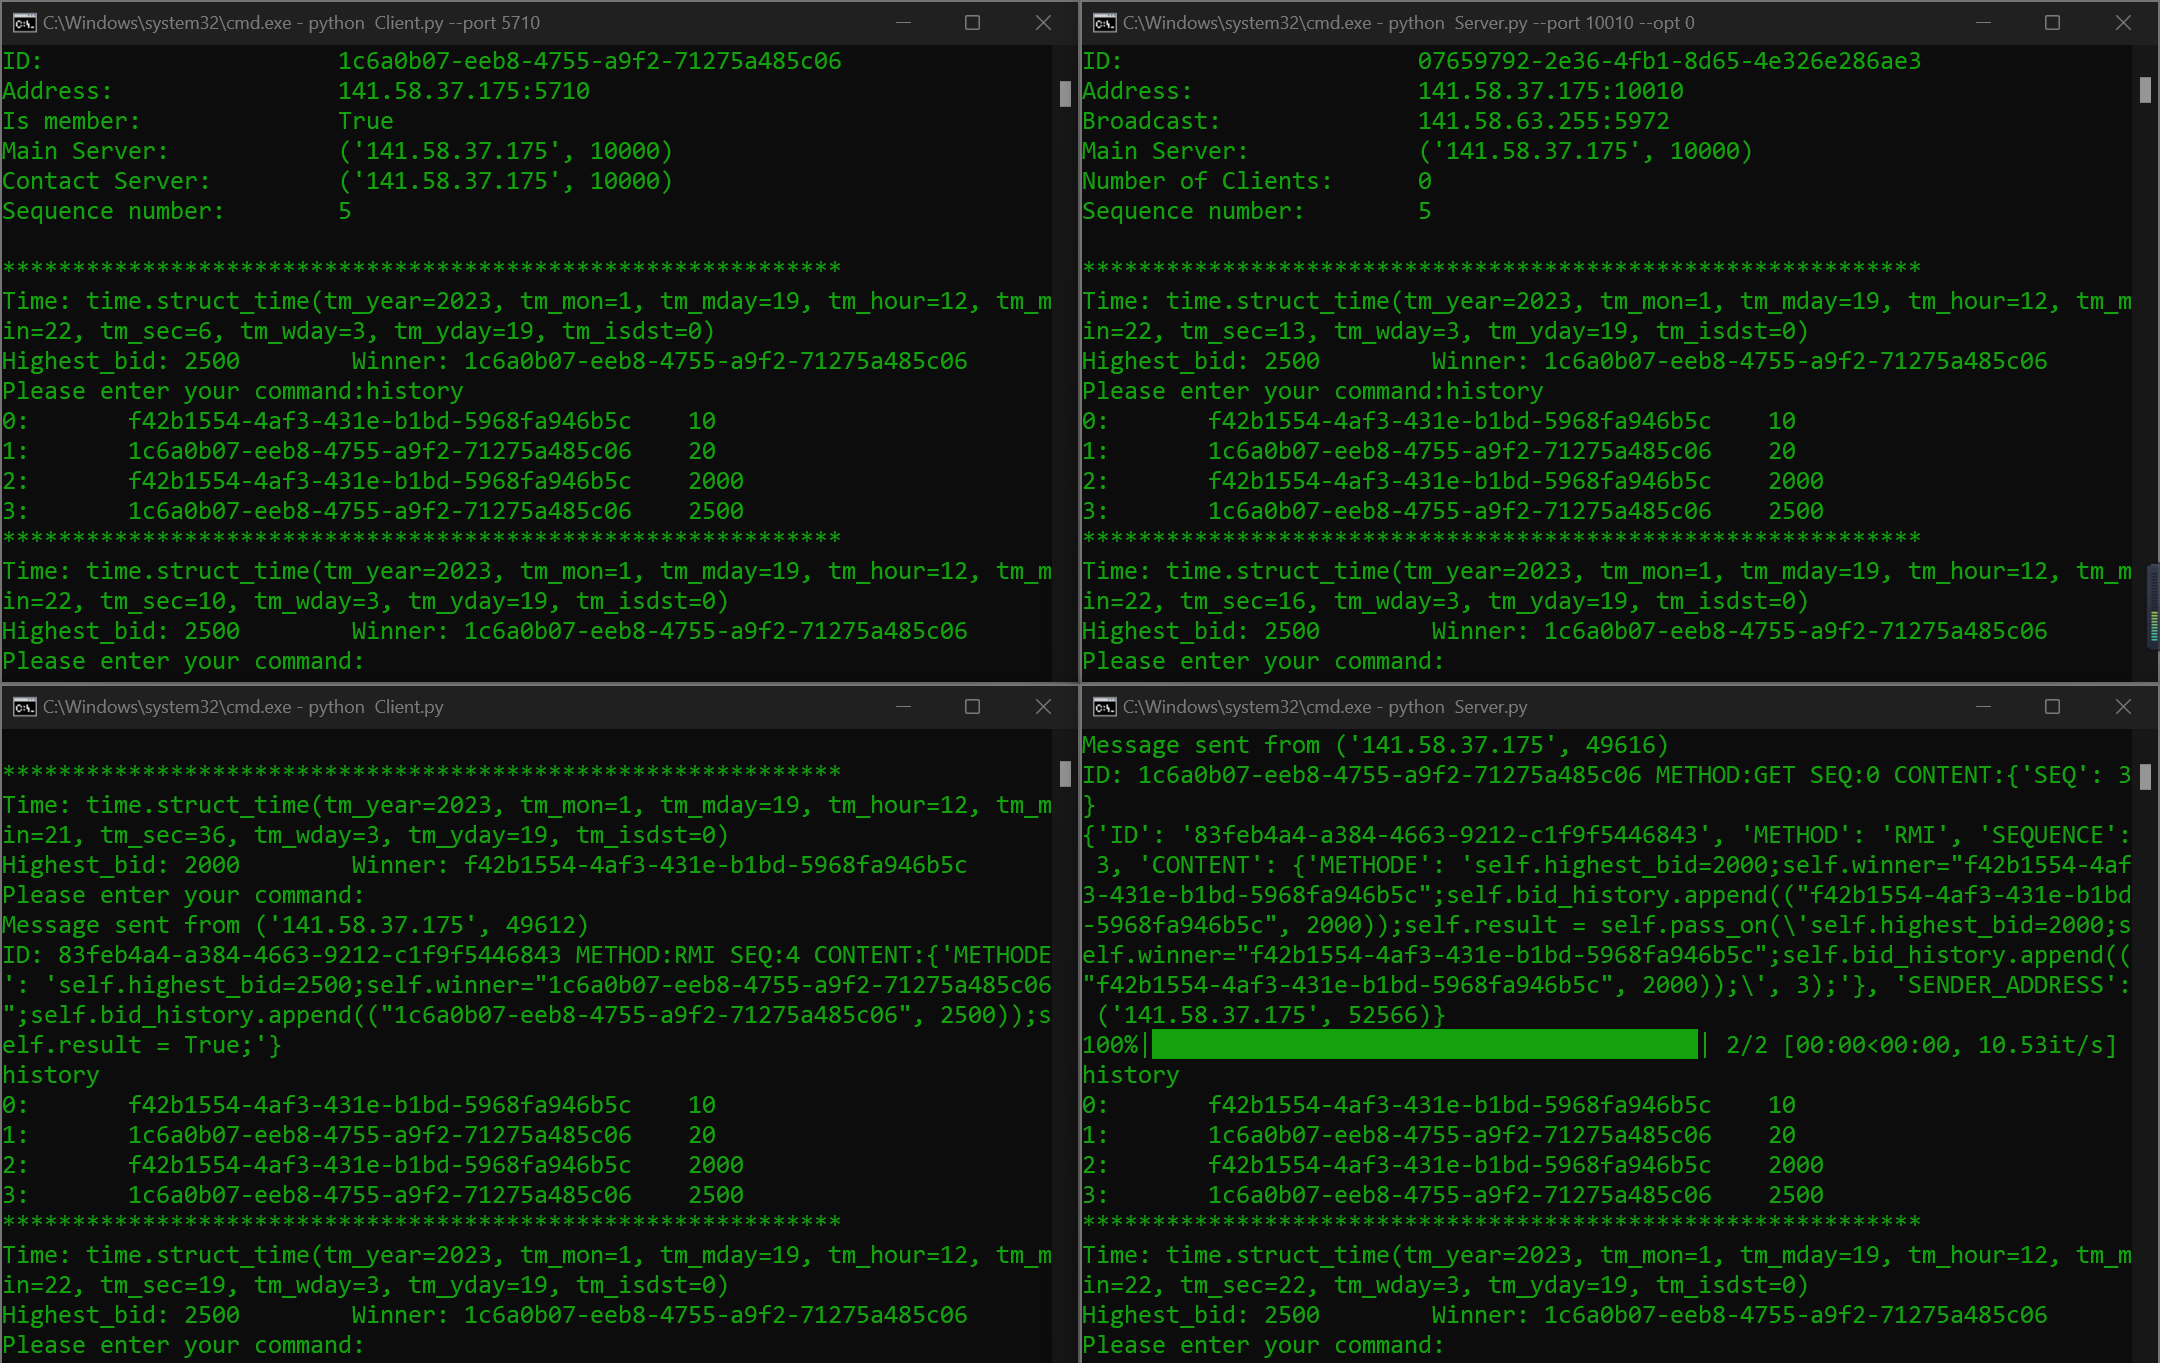 C:\Windows\system32\cmd.exe - python  Client.py --port 5710
ID:                     1c6a0b07-eeb8-4755-a9f2-71275a485c06
Address:                141.58.37.175:5710
Is member:              True
Main Server:            ('141.58.37.175', 10000)
Contact Server:         ('141.58.37.175', 10000)
Sequence number:        5
************************************************************
Time: time.struct_time(tm_year=2023, tm_mon=1, tm_mday=19, tm_hour=12, tm_m
in=22, tm_sec=6, tm_wday=3, tm_yday=19, tm_isdst=0)
Highest_bid: 2500        Winner: 1c6a0b07-eeb8-4755-a9f2-71275a485c06
Please enter your command:history
0:       f42b1554-4af3-431e-b1bd-5968fa946b5c    10
1:       1c6a0b07-eeb8-4755-a9f2-71275a485c06    20
2:       f42b1554-4af3-431e-b1bd-5968fa946b5c    2000
3:       1c6a0b07-eeb8-4755-a9f2-71275a485c06    2500
************************************************************
Time: time.struct_time(tm_year=2023, tm_mon=1, tm_mday=19, tm_hour=12, tm_m
in=22, tm_sec=10, tm_wday=3, tm_yday=19, tm_isdst=0)
Highest_bid: 2500        Winner: 1c6a0b07-eeb8-4755-a9f2-71275a485c06
Please enter your command:
C:\Windows\system32\cmd.exe - python  Server.py --port 10010 --opt 0
ID:                     07659792-2e36-4fb1-8d65-4e326e286ae3
Address:                141.58.37.175:10010
Broadcast:              141.58.63.255:5972
Main Server:            ('141.58.37.175', 10000)
Number of Clients:      0
Sequence number:        5
************************************************************
Time: time.struct_time(tm_year=2023, tm_mon=1, tm_mday=19, tm_hour=12, tm_m
in=22, tm_sec=13, tm_wday=3, tm_yday=19, tm_isdst=0)
Highest_bid: 2500        Winner: 1c6a0b07-eeb8-4755-a9f2-71275a485c06
Please enter your command:history
0:       f42b1554-4af3-431e-b1bd-5968fa946b5c    10
1:       1c6a0b07-eeb8-4755-a9f2-71275a485c06    20
2:       f42b1554-4af3-431e-b1bd-5968fa946b5c    2000
3:       1c6a0b07-eeb8-4755-a9f2-71275a485c06    2500
************************************************************
Time: time.struct_time(tm_year=2023, tm_mon=1, tm_mday=19, tm_hour=12, tm_m
in=22, tm_sec=16, tm_wday=3, tm_yday=19, tm_isdst=0)
Highest_bid: 2500        Winner: 1c6a0b07-eeb8-4755-a9f2-71275a485c06
Please enter your command:
C:\Windows\system32\cmd.exe - python  Client.py
************************************************************
Time: time.struct_time(tm_year=2023, tm_mon=1, tm_mday=19, tm_hour=12, tm_m
in=21, tm_sec=36, tm_wday=3, tm_yday=19, tm_isdst=0)
Highest_bid: 2000        Winner: f42b1554-4af3-431e-b1bd-5968fa946b5c
Please enter your command:
Message sent from ('141.58.37.175', 49612)
ID: 83feb4a4-a384-4663-9212-c1f9f5446843 METHOD:RMI SEQ:4 CONTENT:{'METHODE
': 'self.highest_bid=2500;self.winner="1c6a0b07-eeb8-4755-a9f2-71275a485c06
";self.bid_history.append(("1c6a0b07-eeb8-4755-a9f2-71275a485c06", 2500));s
elf.result = True;'}
history
0:       f42b1554-4af3-431e-b1bd-5968fa946b5c    10
1:       1c6a0b07-eeb8-4755-a9f2-71275a485c06    20
2:       f42b1554-4af3-431e-b1bd-5968fa946b5c    2000
3:       1c6a0b07-eeb8-4755-a9f2-71275a485c06    2500
************************************************************
Time: time.struct_time(tm_year=2023, tm_mon=1, tm_mday=19, tm_hour=12, tm_m
in=22, tm_sec=19, tm_wday=3, tm_yday=19, tm_isdst=0)
Highest_bid: 2500        Winner: 1c6a0b07-eeb8-4755-a9f2-71275a485c06
Please enter your command:
C:\Windows\system32\cmd.exe - python  Server.py
Message sent from ('141.58.37.175', 49616)
ID: 1c6a0b07-eeb8-4755-a9f2-71275a485c06 METHOD:GET SEQ:0 CONTENT:{'SEQ': 3
}
{'ID': '83feb4a4-a384-4663-9212-c1f9f5446843', 'METHOD': 'RMI', 'SEQUENCE':
 3, 'CONTENT': {'METHODE': 'self.highest_bid=2000;self.winner="f42b1554-4af
3-431e-b1bd-5968fa946b5c";self.bid_history.append(("f42b1554-4af3-431e-b1bd
-5968fa946b5c", 2000));self.result = self.pass_on(\'self.highest_bid=2000;s
elf.winner="f42b1554-4af3-431e-b1bd-5968fa946b5c";self.bid_history.append((
"f42b1554-4af3-431e-b1bd-5968fa946b5c", 2000));\', 3);'}, 'SENDER_ADDRESS':
 ('141.58.37.175', 52566)}
100%|                                       | 2/2 [00:00<00:00, 10.53it/s]
history
0:       f42b1554-4af3-431e-b1bd-5968fa946b5c    10
1:       1c6a0b07-eeb8-4755-a9f2-71275a485c06    20
2:       f42b1554-4af3-431e-b1bd-5968fa946b5c    2000
3:       1c6a0b07-eeb8-4755-a9f2-71275a485c06    2500
************************************************************
Time: time.struct_time(tm_year=2023, tm_mon=1, tm_mday=19, tm_hour=12, tm_m
in=22, tm_sec=22, tm_wday=3, tm_yday=19, tm_isdst=0)
Highest_bid: 2500        Winner: 1c6a0b07-eeb8-4755-a9f2-71275a485c06
Please enter your command: